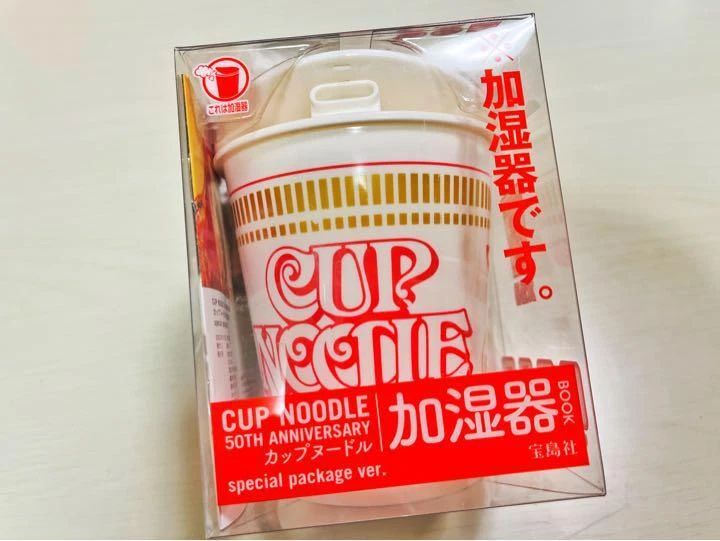 これは加湿器
※加湿器です。
CUP
NOODLE
CUP NOODLE
50TH ANNIVERSARY
カップヌードル
special package ver.
加湿器
BOOK
宝島社